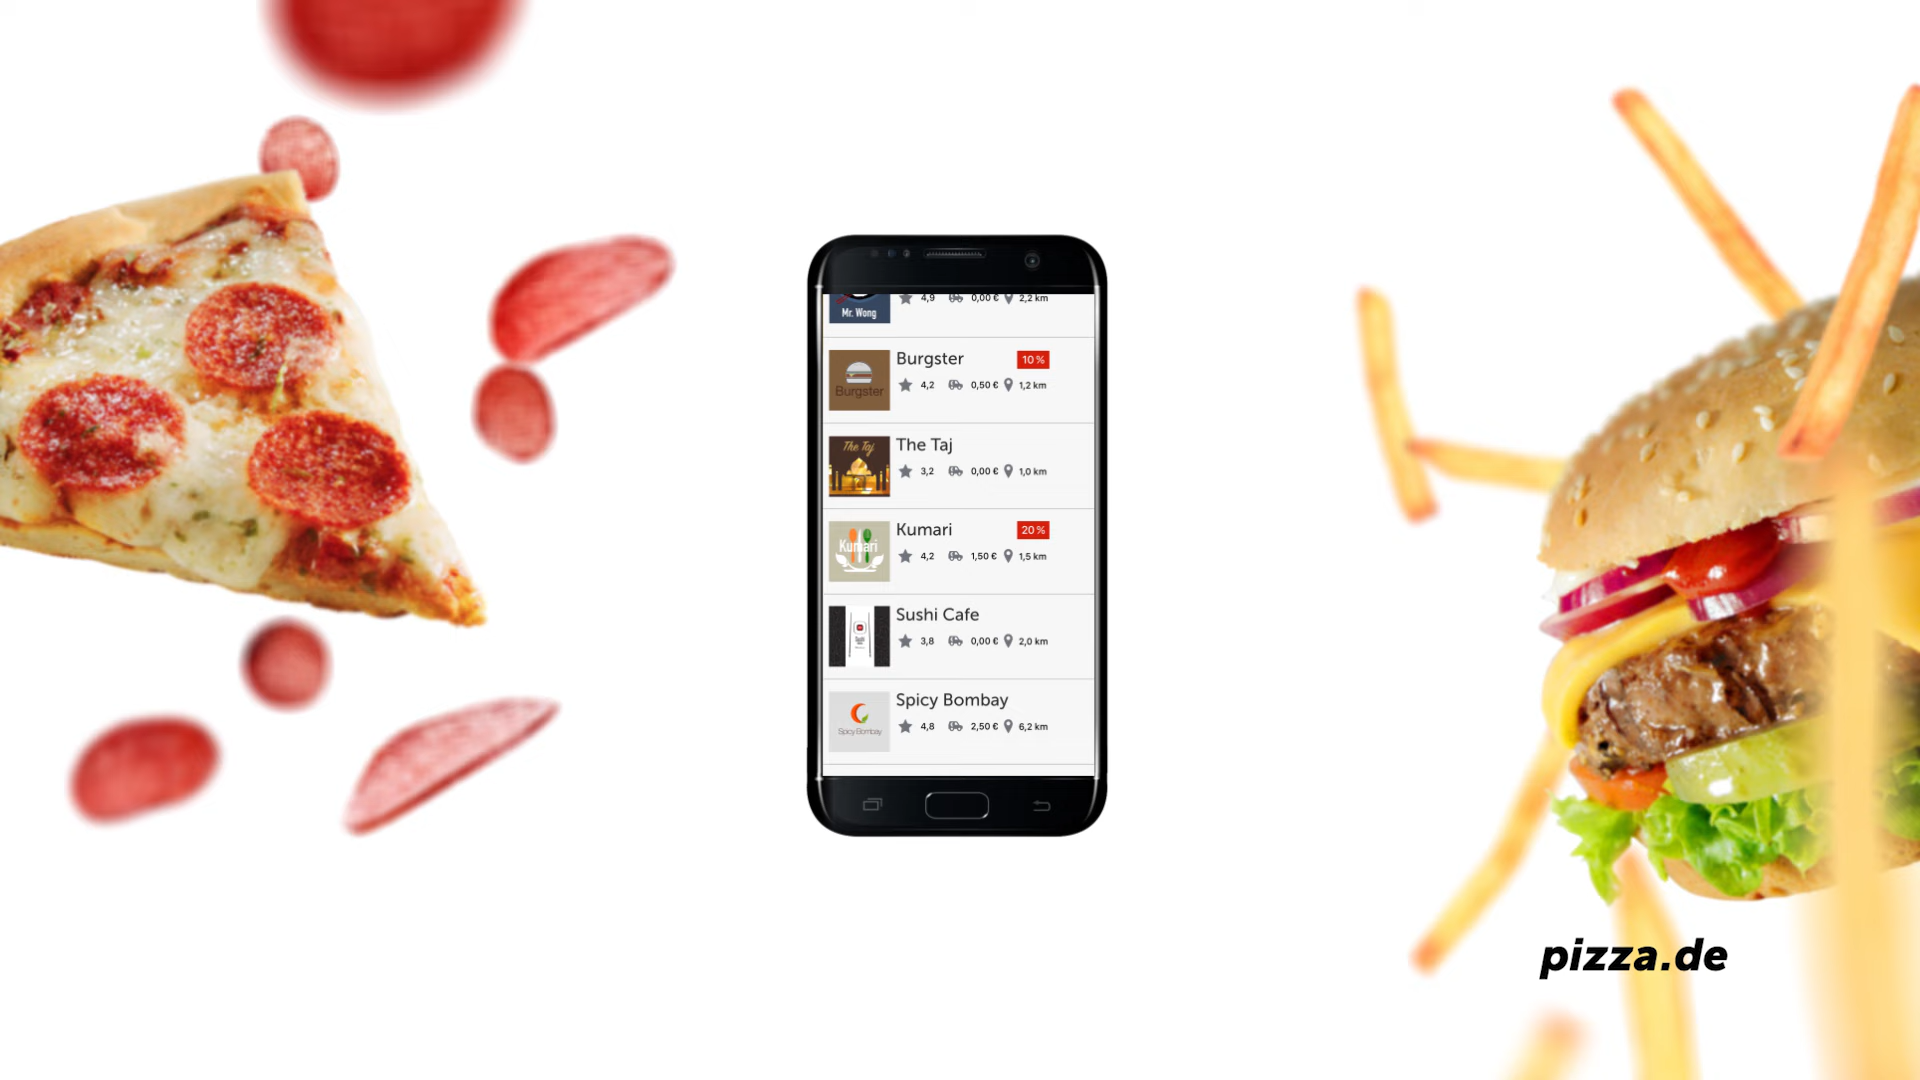 Mr. Wong
4,9 0,00 € 2,2 km
Burgster 10 %
Burgster
4,2 0,50 € 1,2 km
The Taj
The Taj
3,2 0,00 € 1,0 km
Kumari 20 %
Kumari
4,2 1,50 € 1,5 km
Sushi Cafe
3,8 0,00 € 2,0 km
Spicy Bombay
Spicy Bombay
4,8 2,50 € 6,2 km
pizza.de